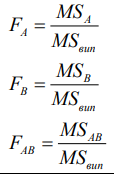 F_A = MS_A / MS_вип
F_B = MS_B / MS_вип
F_AB = MS_AB / MS_вип